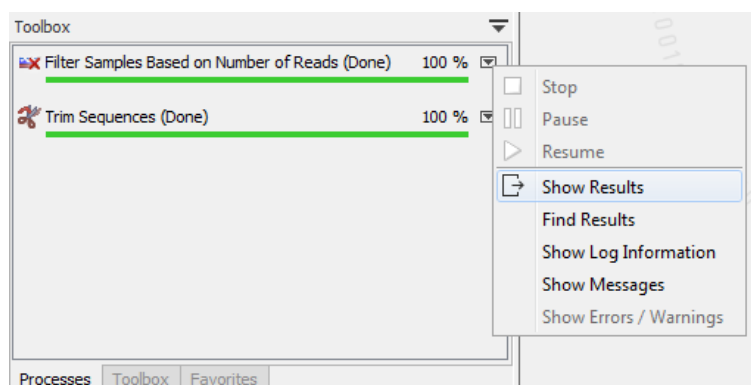 Toolbox
Filter Samples Based on Number of Reads (Done) 100 %
Trim Sequences (Done) 100 %
Stop
Pause
Resume
Show Results
Find Results
Show Log Information
Show Messages
Show Errors / Warnings
Processes Toolbox Favorites